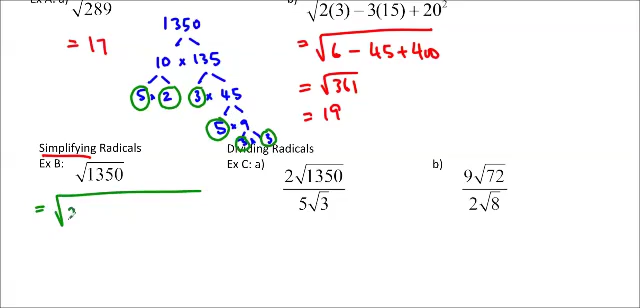 Ex A: a) √289
= 17
1350
10 × 135
5 × 2 3 × 45
5 × 9
3 × 3
b) √2(3) − 3(15) + 20²
= √6 − 45 + 400
= √361
= 19
Simplifying Radicals
Ex B: √1350
= √
Dividing Radicals
Ex C: a) 2√1350 / 5√3
b) 9√72 / 2√8